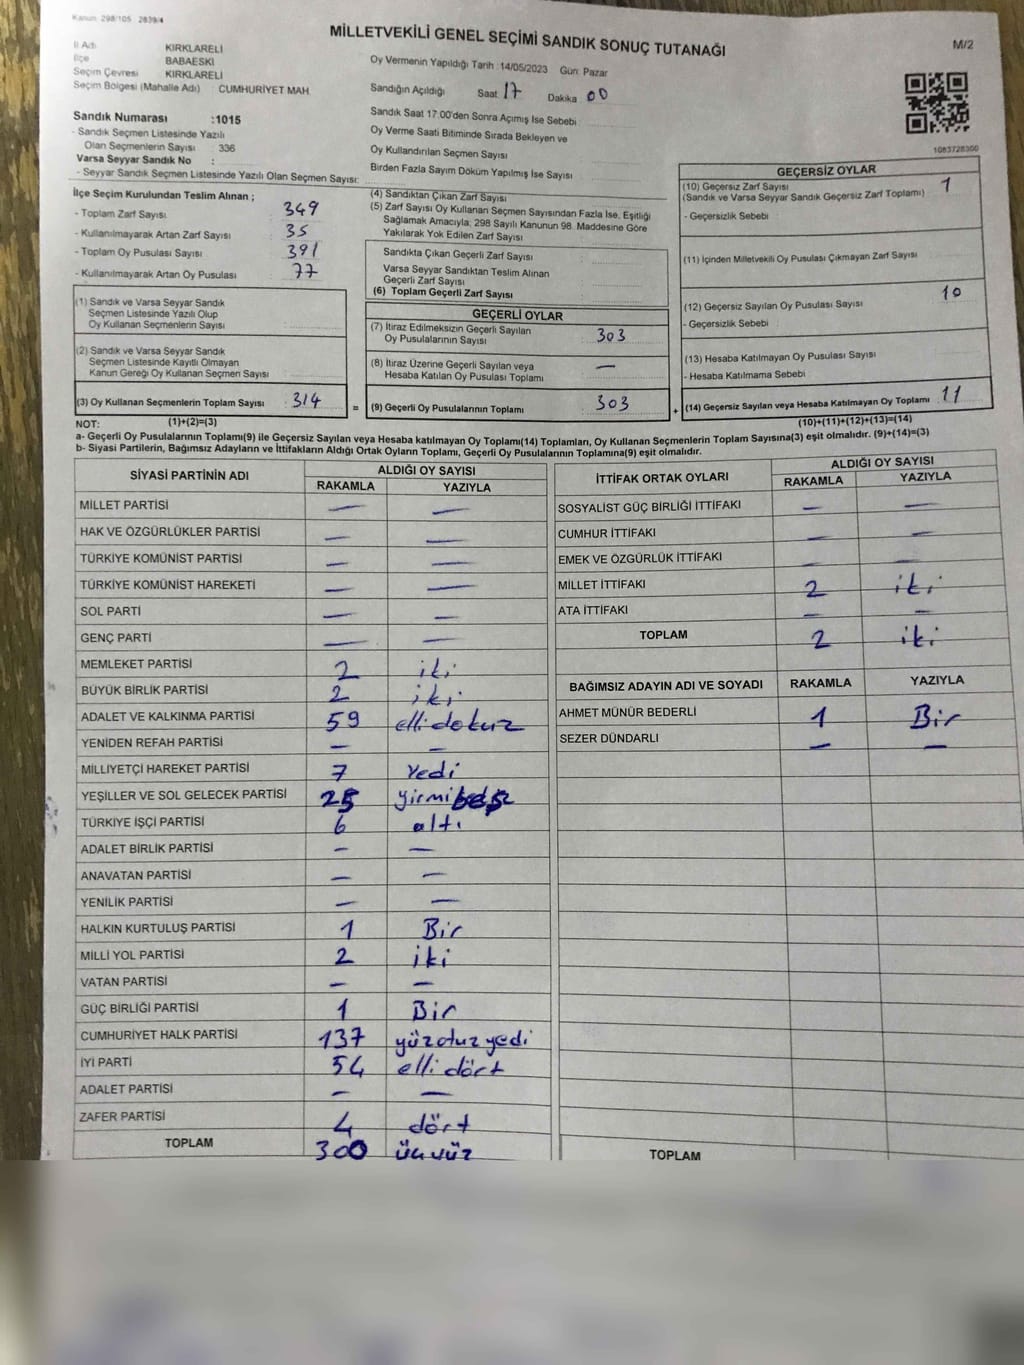 Kanun: 298/105 2839/4
MİLLETVEKİLİ GENEL SEÇİMİ SANDIK SONUÇ TUTANAĞI
M/2
İl Adı KIRKLARELİ
İlçe BABAESKİ
Seçim Çevresi KIRKLARELİ
Seçim Bölgesi (Mahalle Adı) : CUMHURİYET MAH.
Oy Vermenin Yapıldığı Tarih :14/05/2023 Gün: Pazar
Sandığın Açıldığı Saat 17 Dakika 00
Sandık Saat 17:00'den Sonra Açımış İse Sebebi
Oy Verme Saati Bitiminde Sırada Bekleyen ve
Oy Kullandırılan Seçmen Sayısı
Birden Fazla Sayım Döküm Yapılmış İse Sayısı
Sandık Numarası :1015
- Sandık Seçmen Listesinde Yazılı
Olan Seçmenlerin Sayısı : 336
Varsa Seyyar Sandık No :
- Seyyar Sandık Seçmen Listesinde Yazılı Olan Seçmen Sayısı:
1083728300
İlçe Seçim Kurulundan Teslim Alınan ;
- Toplam Zarf Sayısı 349
- Kullanılmayarak Artan Zarf Sayısı 35
- Toplam Oy Pusulası Sayısı 391
- Kullanılmayarak Artan Oy Pusulası 77
(1) Sandık ve Varsa Seyyar Sandık
Seçmen Listesinde Yazılı Olup
Oy Kullanan Seçmenlerin Sayısı
(2) Sandık ve Varsa Seyyar Sandık
Seçmen Listesinde Kayıtlı Olmayan
Kanun Gereği Oy Kullanan Seçmen Sayısı
(3) Oy Kullanan Seçmenlerin Toplam Sayısı 314
(1)+(2)=(3)
(4) Sandıktan Çıkan Zarf Sayısı
(5) Zarf Sayısı Oy Kullanan Seçmen Sayısından Fazla İse, Eşitliği
Sağlamak Amacıyla; 298 Sayılı Kanunun 98. Maddesine Göre
Yakılarak Yok Edilen Zarf Sayısı
Sandıkta Çıkan Geçerli Zarf Sayısı
Varsa Seyyar Sandıktan Teslim Alınan
Geçerli Zarf Sayısı
(6) Toplam Geçerli Zarf Sayısı
GEÇERLİ OYLAR
(7) İtiraz Edilmeksizin Geçerli Sayılan
Oy Pusulalarının Sayısı 303
(8) İtiraz Üzerine Geçerli Sayılan veya
Hesaba Katılan Oy Pusulası Toplamı —
= (9) Geçerli Oy Pusulalarının Toplamı 303
GEÇERSİZ OYLAR
(10) Geçersiz Zarf Sayısı 1
(Sandık ve Varsa Seyyar Sandık Geçersiz Zarf Toplamı)
- Geçersizlik Sebebi
(11) İçinden Milletvekili Oy Pusulası Çıkmayan Zarf Sayısı
(12) Geçersiz Sayılan Oy Pusulası Sayısı 10
- Geçersizlik Sebebi
(13) Hesaba Katılmayan Oy Pusulası Sayısı
- Hesaba Katılmama Sebebi
+ (14) Geçersiz Sayılan veya Hesaba Katılmayan Oy Toplamı 11
(10)+(11)+(12)+(13)=(14)
NOT:
a- Geçerli Oy Pusulalarının Toplamı(9) ile Geçersiz Sayılan veya Hesaba katılmayan Oy Toplamı(14) Toplamları, Oy Kullanan Seçmenlerin Toplam Sayısına(3) eşit olmalıdır. (9)+(14)=(3)
b- Siyasi Partilerin, Bağımsız Adayların ve İttifakların Aldığı Ortak Oyların Toplamı, Geçerli Oy Pusulalarının Toplamına(9) eşit olmalıdır.
SİYASİ PARTİNİN ADI ALDIĞI OY SAYISI
RAKAMLA YAZIYLA
MİLLET PARTİSİ — —
HAK VE ÖZGÜRLÜKLER PARTİSİ — —
TÜRKİYE KOMÜNİST PARTİSİ — —
TÜRKİYE KOMÜNİST HAREKETİ — —
SOL PARTİ — —
GENÇ PARTİ — —
MEMLEKET PARTİSİ 2 iki
BÜYÜK BİRLİK PARTİSİ 2 iki
ADALET VE KALKINMA PARTİSİ 59 elli dokuz
YENİDEN REFAH PARTİSİ — —
MİLLİYETÇİ HAREKET PARTİSİ 7 Yedi
YEŞİLLER VE SOL GELECEK PARTİSİ 25 yirmi beş
TÜRKİYE İŞÇİ PARTİSİ 6 altı
ADALET BİRLİK PARTİSİ — —
ANAVATAN PARTİSİ — —
YENİLİK PARTİSİ — —
HALKIN KURTULUŞ PARTİSİ 1 Bir
MİLLİ YOL PARTİSİ 2 iki
VATAN PARTİSİ — —
GÜÇ BİRLİĞİ PARTİSİ 1 Bir
CUMHURİYET HALK PARTİSİ 137 yüzotuz yedi
İYİ PARTİ 54 elli dört
ADALET PARTİSİ — —
ZAFER PARTİSİ 4 dört
TOPLAM 300 üçyüz
İTTİFAK ORTAK OYLARI ALDIĞI OY SAYISI
RAKAMLA YAZIYLA
SOSYALİST GÜÇ BİRLİĞİ İTTİFAKI — —
CUMHUR İTTİFAKI — —
EMEK VE ÖZGÜRLÜK İTTİFAKI — —
MİLLET İTTİFAKI 2 iki
ATA İTTİFAKI — —
TOPLAM 2 iki
BAĞIMSIZ ADAYIN ADI VE SOYADI RAKAMLA YAZIYLA
AHMET MÜNÜR BEDERLİ 1 Bir
SEZER DÜNDARLI — —
TOPLAM